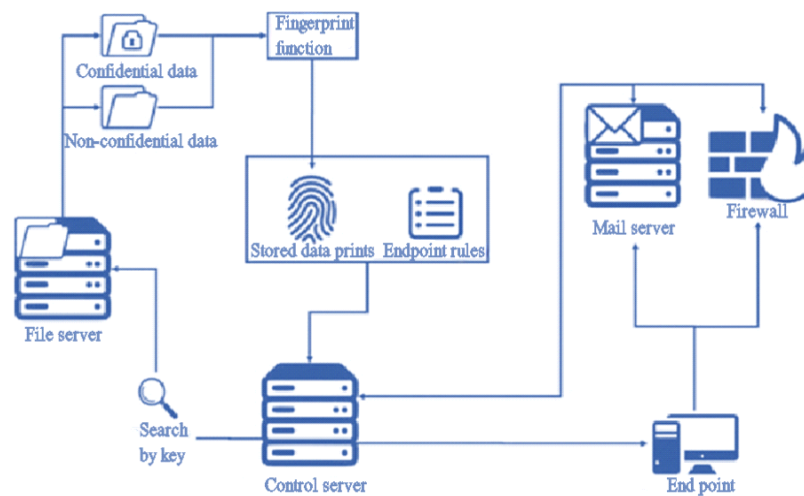 Fingerprint
function
Confidential data
Non-confidential data
Stored data prints
Endpoint rules
Mail server
Firewall
File server
Search
by key
Control server
End point